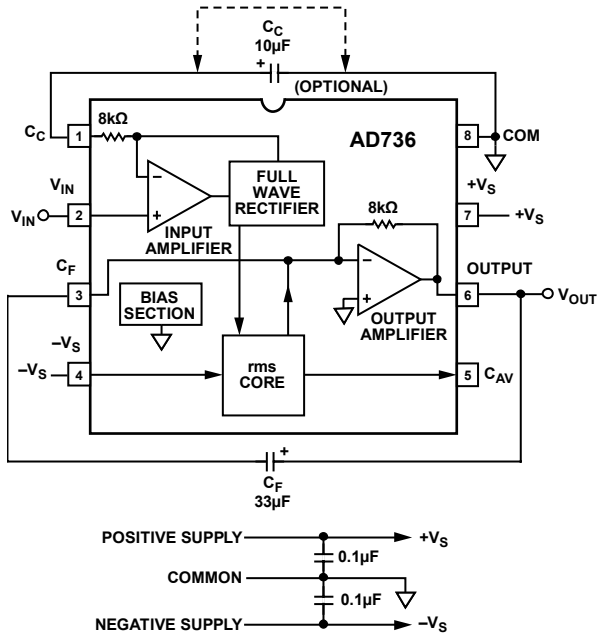 C_C
10µF
+
(OPTIONAL)
C_C
1
8kΩ
AD736
8
COM
V_IN
V_IN
2
–
+
INPUT
AMPLIFIER
FULL
WAVE
RECTIFIER
+V_S
7
+V_S
8kΩ
C_F
3
BIAS
SECTION
–
+
OUTPUT
AMPLIFIER
OUTPUT
6
V_OUT
–V_S
–V_S
4
rms
CORE
5
C_AV
+
C_F
33µF
POSITIVE SUPPLY
+V_S
0.1µF
COMMON
0.1µF
NEGATIVE SUPPLY
–V_S